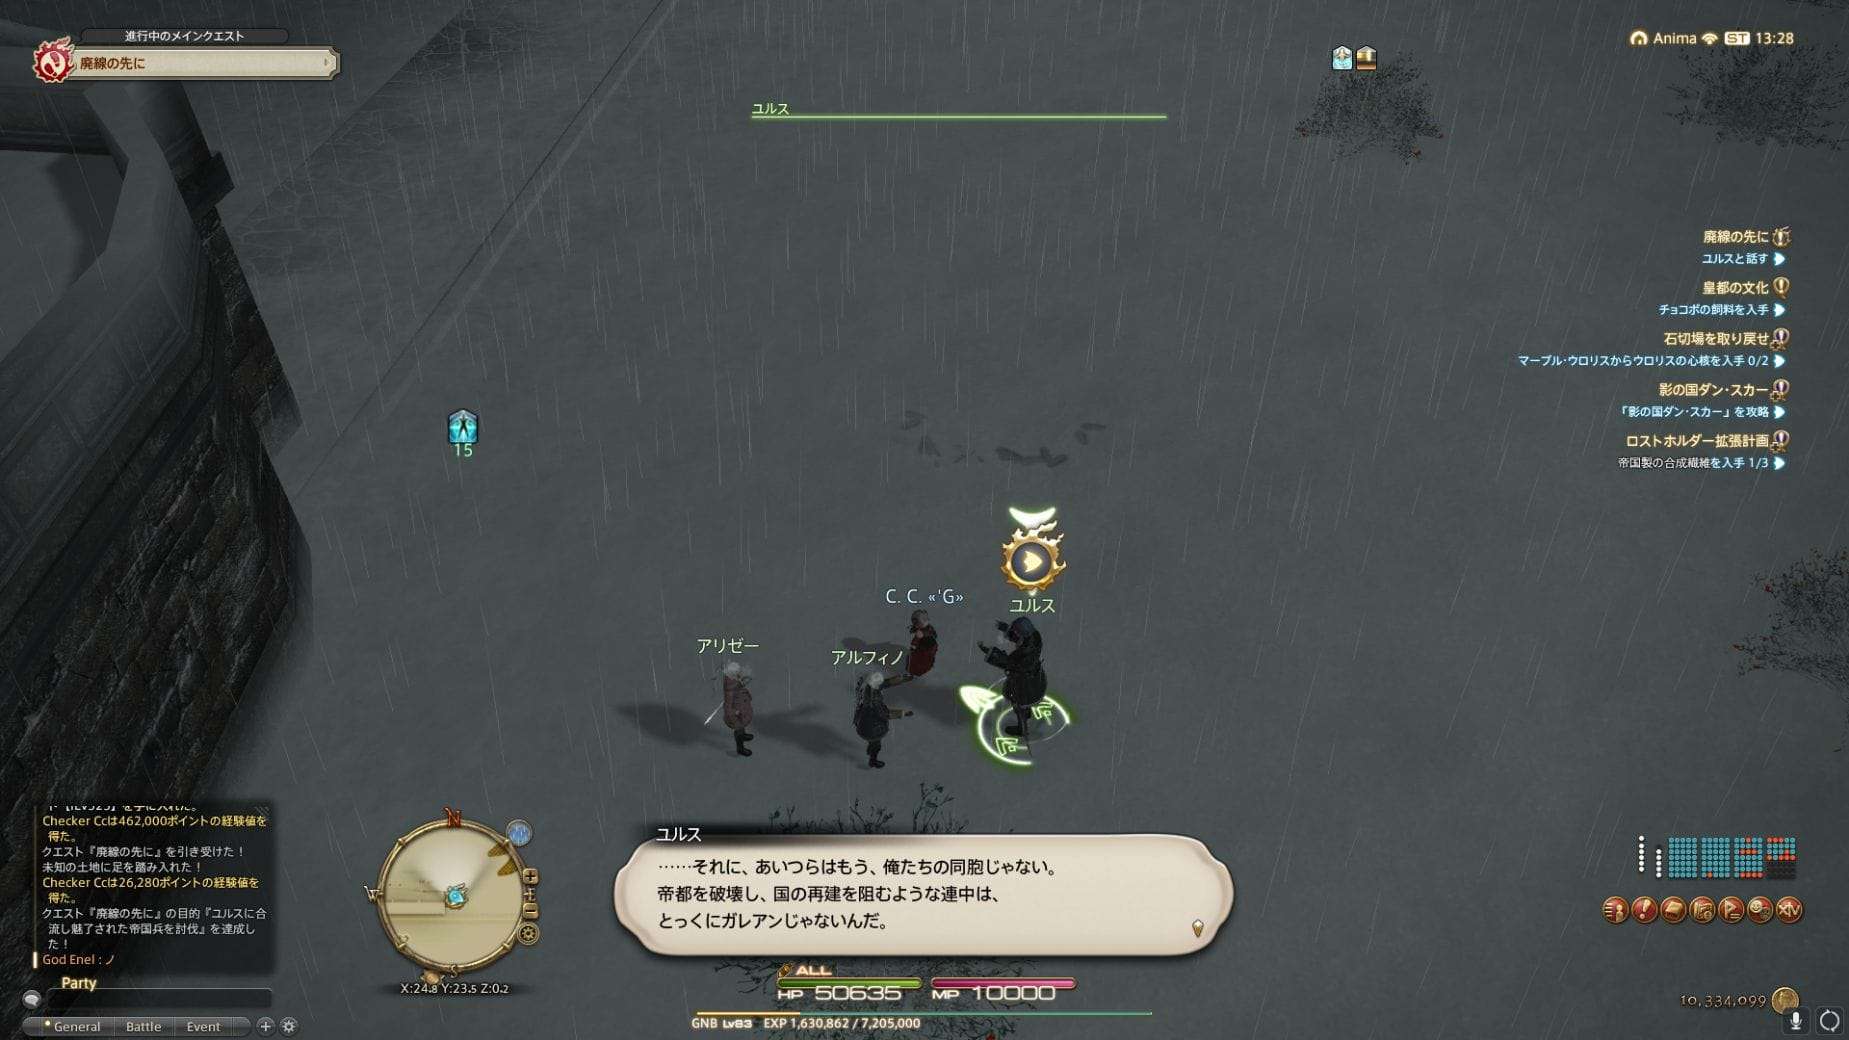 進行中のメインクエスト
廃線の先に
Anima ST 13:28
ユルス
廃線の先に
ユルスと話す
皇都の文化
チョコボの飼料を入手
石切場を取り戻せ
マーブル・ウロリスからウロリスの心核を入手 0/2
影の国ダン・スカー
「影の国ダン・スカー」を攻略
ロストホルダー拡張計画
帝国製の合成繊維を入手 1/3
15
C. C. «'G»
ユルス
アリゼー
アルフィノ
Checker Ccは462,000ポイントの経験値を
得た。
クエスト『廃線の先に』を引き受けた！
未知の土地に足を踏み入れた！
Checker Ccは26,280ポイントの経験値を
得た。
クエスト『廃線の先に』の目的『ユルスに合
流し魅了された帝国兵を討伐』を達成し
た！
God Enel : ノ
Party
General Battle Event
N
W
S
X:24.8 Y:23.5 Z:0.2
ユルス
……それに、あいつらはもう、俺たちの同胞じゃない。
帝都を破壊し、国の再建を阻むような連中は、
とっくにガレアンじゃないんだ。
ALL
HP 50635 MP 10000
GNB Lv83 EXP 1,630,862 / 7,205,000
XIV
10,334,099